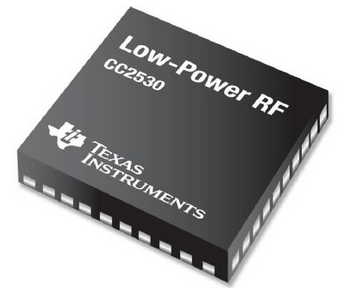 Low-Power RF
CC2530
TEXAS
INSTRUMENTS